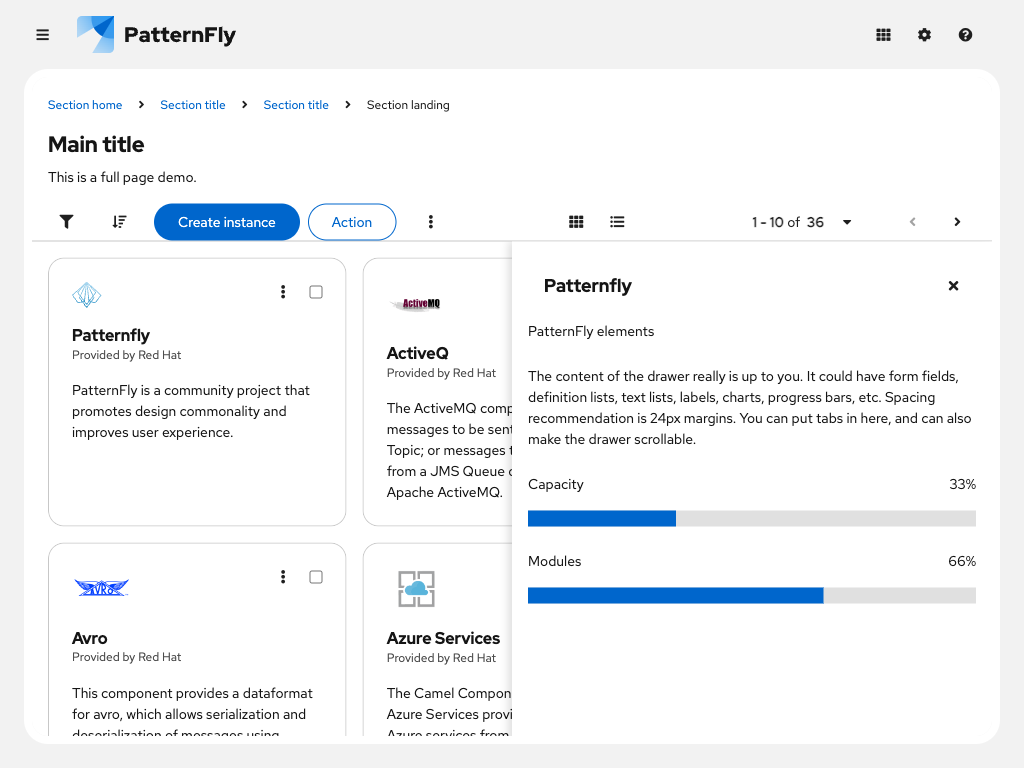 PatternFly
Section home Section title Section title Section landing
Main title
This is a full page demo.
Create instance Action 1 - 10 of 36
Patternfly
Provided by Red Hat
PatternFly is a community project that
promotes design commonality and
improves user experience.
ActiveMQ
ActiveQ
Provided by Red Hat
The ActiveMQ comp
messages to be sent
Topic; or messages
from a JMS Queue
Apache ActiveMQ.
AVRO
Avro
Provided by Red Hat
This component provides a dataformat
for avro, which allows serialization and
deserialization of messages using
Azure Services
Provided by Red Hat
The Camel Compon
Azure Services provi
Azure services from
Patternfly
PatternFly elements
The content of the drawer really is up to you. It could have form fields,
definition lists, text lists, labels, charts, progress bars, etc. Spacing
recommendation is 24px margins. You can put tabs in here, and can also
make the drawer scrollable.
Capacity 33%
Modules 66%